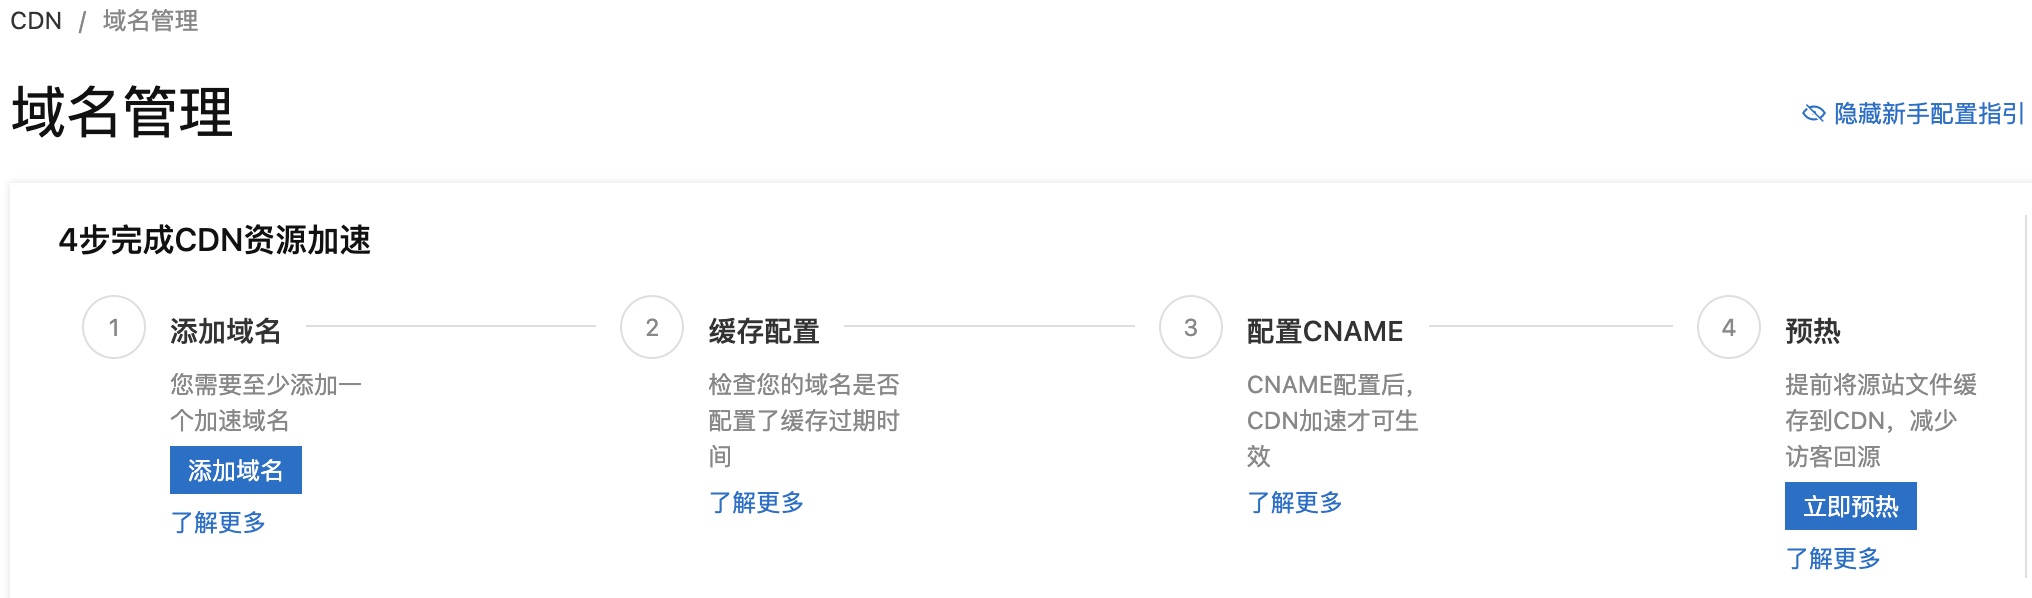 CDN / 域名管理
域名管理
隐藏新手配置指引
4步完成CDN资源加速
1 添加域名
您需要至少添加一
个加速域名
添加域名
了解更多
2 缓存配置
检查您的域名是否
配置了缓存过期时
间
了解更多
3 配置CNAME
CNAME配置后，
CDN加速才可生
效
了解更多
4 预热
提前将源站文件缓
存到CDN，减少
访客回源
立即预热
了解更多